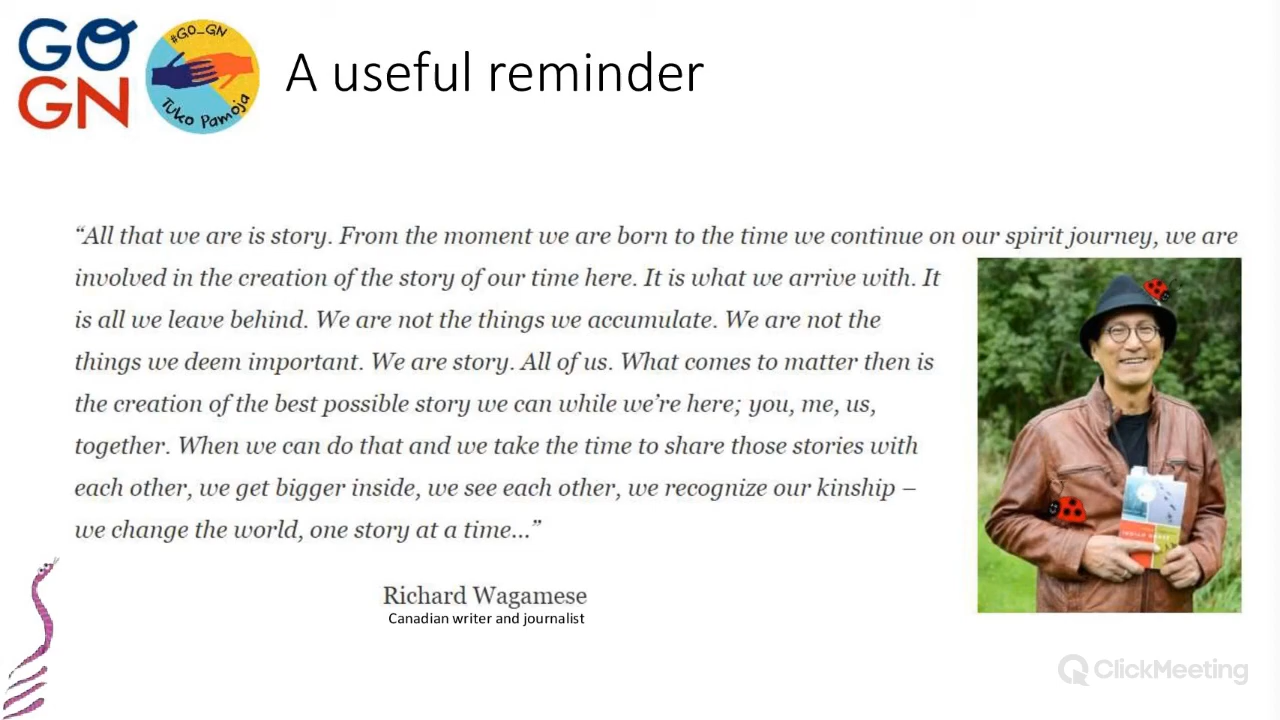 GO
GN
#GO_GN
Tuko Pamoja
A useful reminder
“All that we are is story. From the moment we are born to the time we continue on our spirit journey, we are
involved in the creation of the story of our time here. It is what we arrive with. It
is all we leave behind. We are not the things we accumulate. We are not the
things we deem important. We are story. All of us. What comes to matter then is
the creation of the best possible story we can while we’re here; you, me, us,
together. When we can do that and we take the time to share those stories with
each other, we get bigger inside, we see each other, we recognize our kinship –
we change the world, one story at a time...”
INDIAN HORSE
Richard Wagamese
Canadian writer and journalist
ClickMeeting